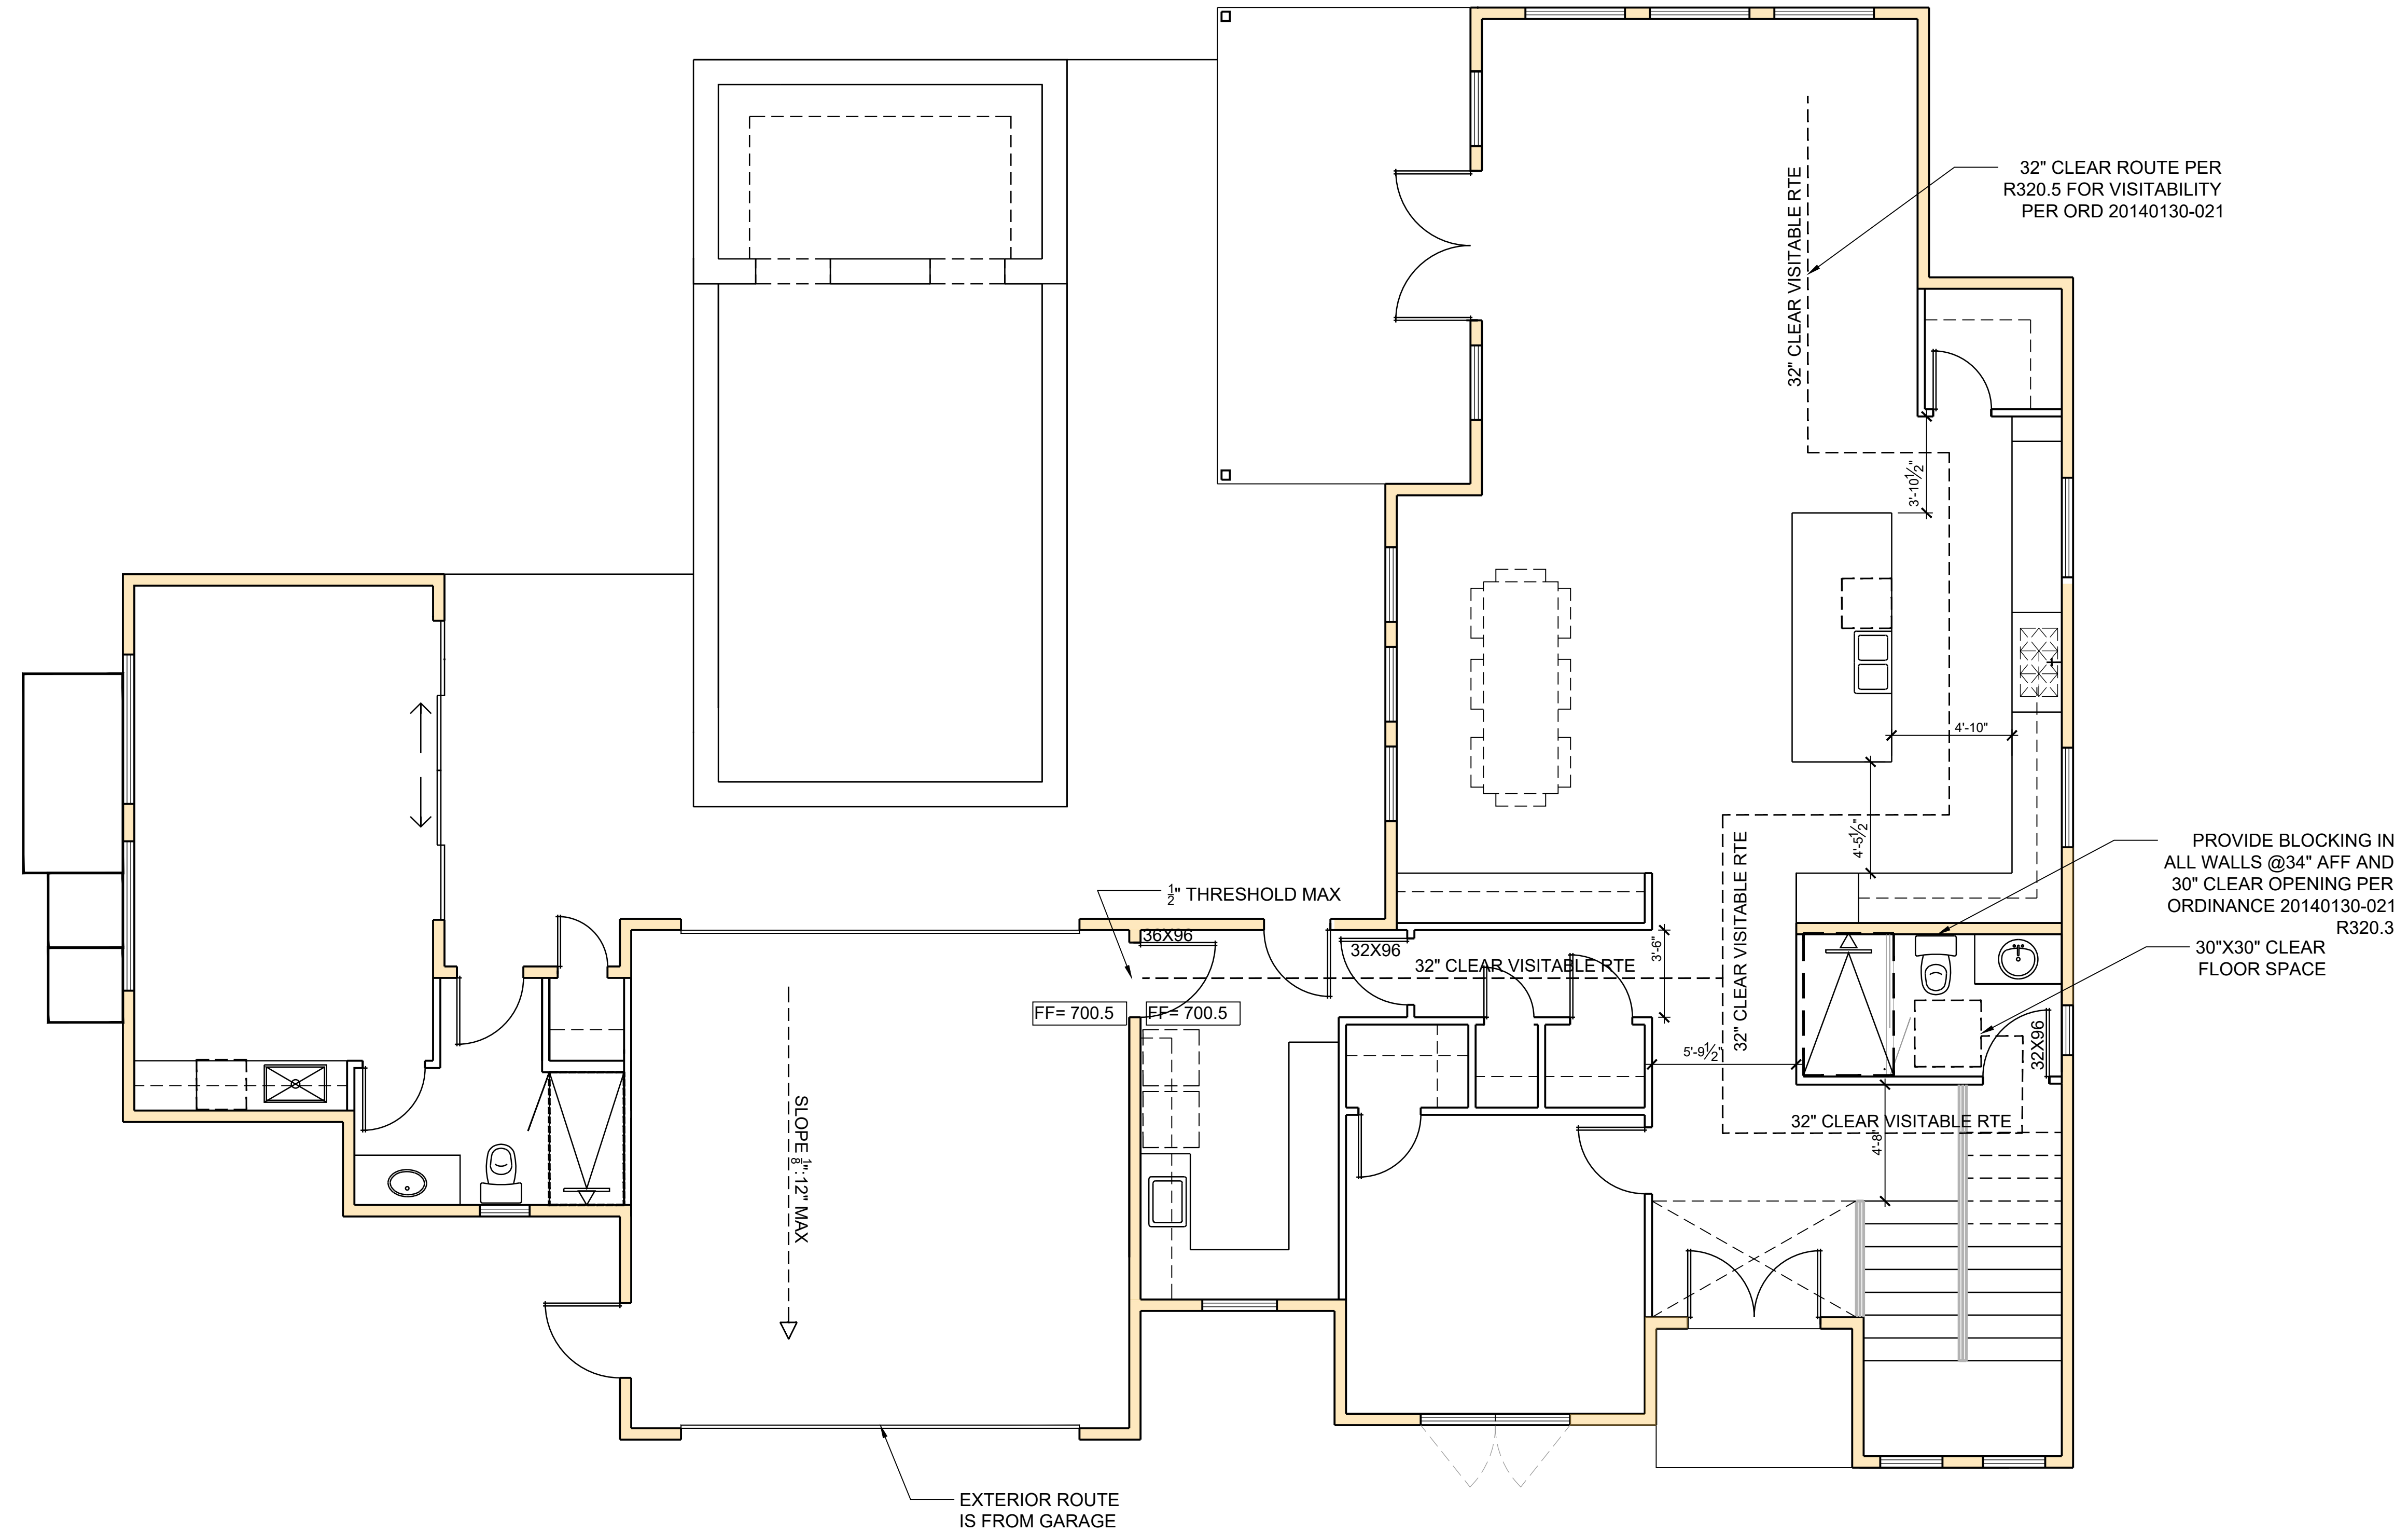 32" CLEAR ROUTE PER
R320.5 FOR VISITABILITY
PER ORD 20140130-021
32" CLEAR VISITABLE RTE
3'-10½"
4'-10"
4'-5½"
PROVIDE BLOCKING IN
ALL WALLS @34" AFF AND
30" CLEAR OPENING PER
ORDINANCE 20140130-021
R320.3
30"X30" CLEAR
FLOOR SPACE
½" THRESHOLD MAX
36X96
32X96
32" CLEAR VISITABLE RTE
3'-6"
32" CLEAR VISITABLE RTE
FF= 700.5
FF= 700.5
5'-9½"
32X96
32" CLEAR VISITABLE RTE
4'-8"
SLOPE ⅛":12" MAX
EXTERIOR ROUTE
IS FROM GARAGE